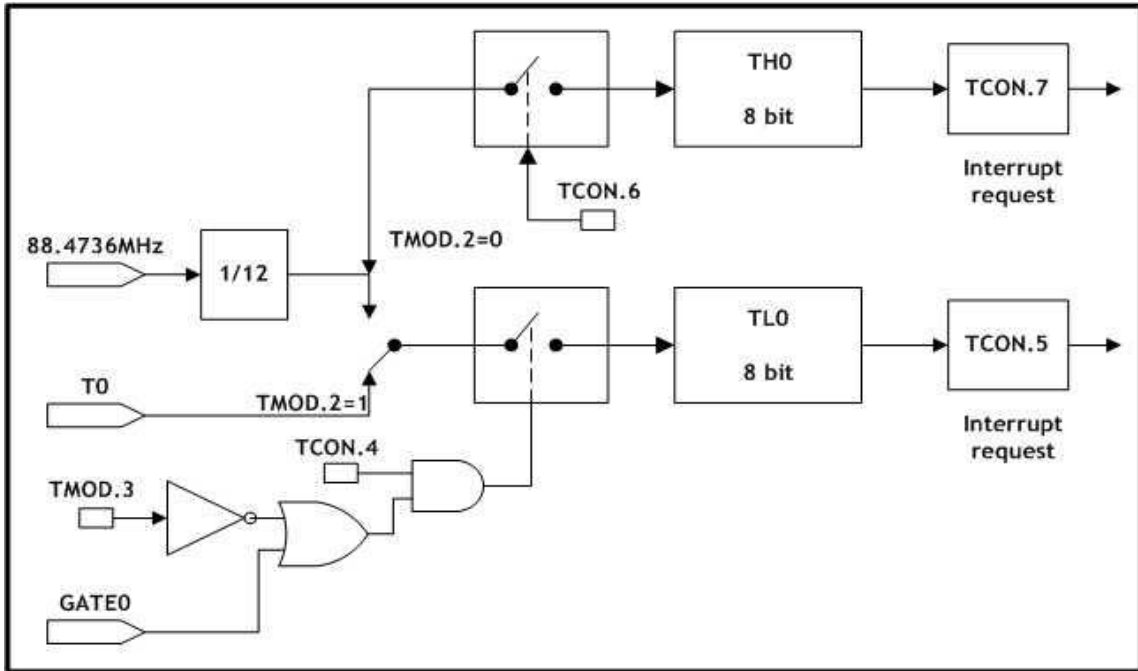 TH0
8 bit
TCON.7
Interrupt
request
TCON.6
88.4736MHz
1/12
TMOD.2=0
TL0
8 bit
TCON.5
Interrupt
request
T0
TMOD.2=1
TCON.4
TMOD.3
GATE0